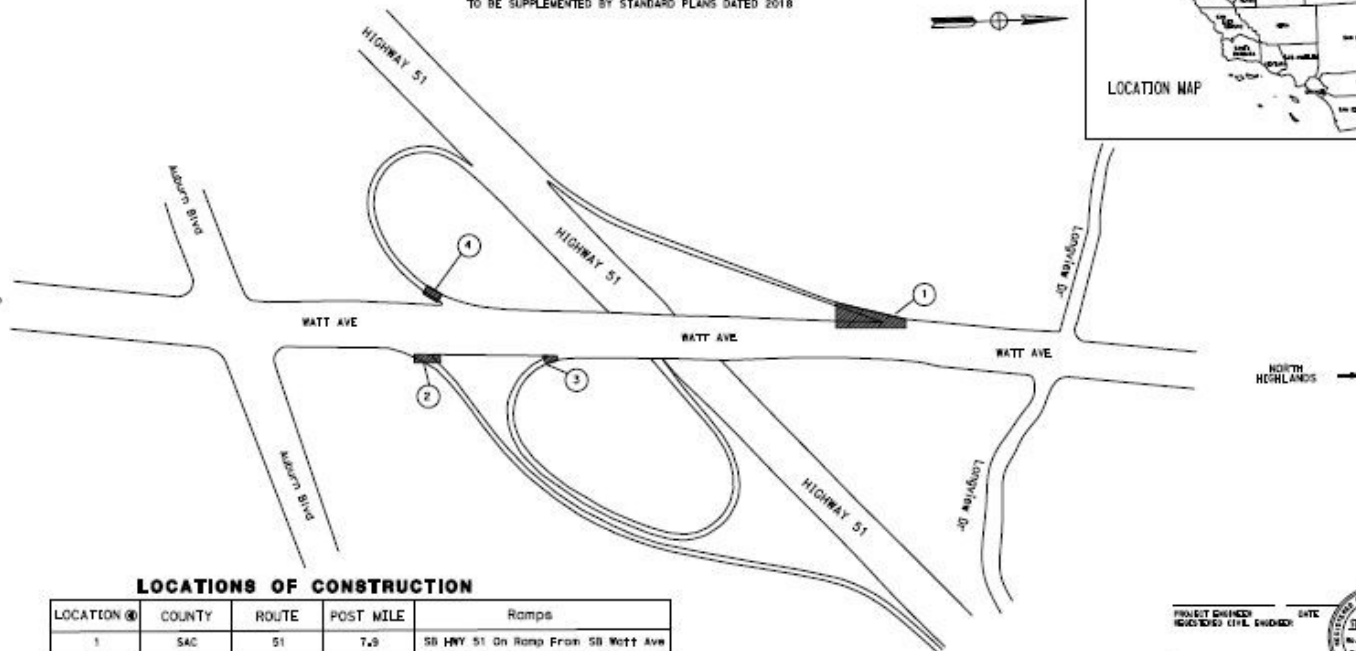 TO BE SUPPLEMENTED BY STANDARD PLANS DATED 2018
LOCATION MAP
HIGHWAY 51
Auburn Blvd
4
HIGHWAY 51
Longview Dr
1
WATT AVE
WATT AVE
WATT AVE
NORTH
HIGHLANDS
3
2
Auburn Blvd
HIGHWAY 51
Longview Dr
LOCATIONS OF CONSTRUCTION
LOCATION COUNTY ROUTE POST MILE Ramps
1 SAC 51 7.9 SB HWY 51 On Ramp From SB Watt Ave
PROJECT ENGINEER DATE
REGISTERED CIVIL ENGINEER